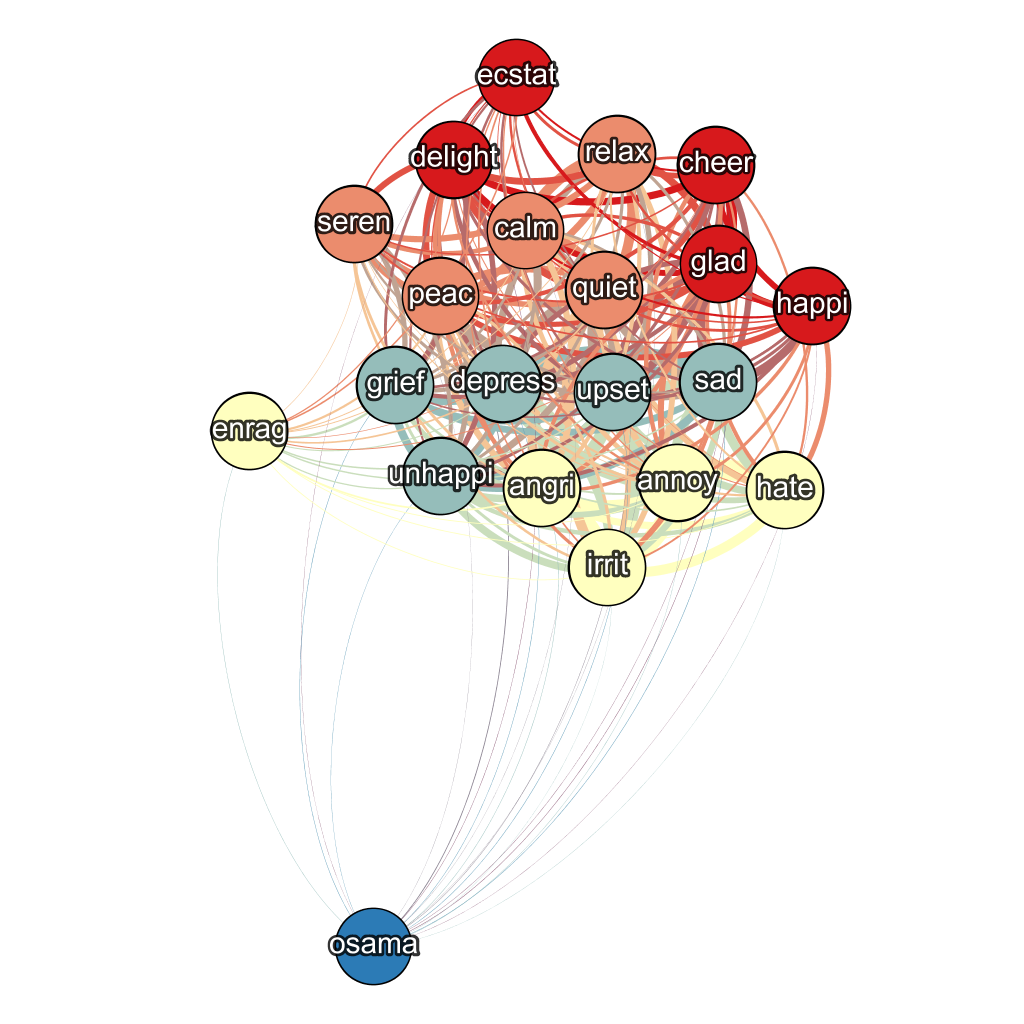 ecstat
delight
relax
cheer
seren
calm
glad
peac
quiet
happi
grief
depress
upset
sad
enrag
unhappi
angri
annoy
hate
irrit
osama